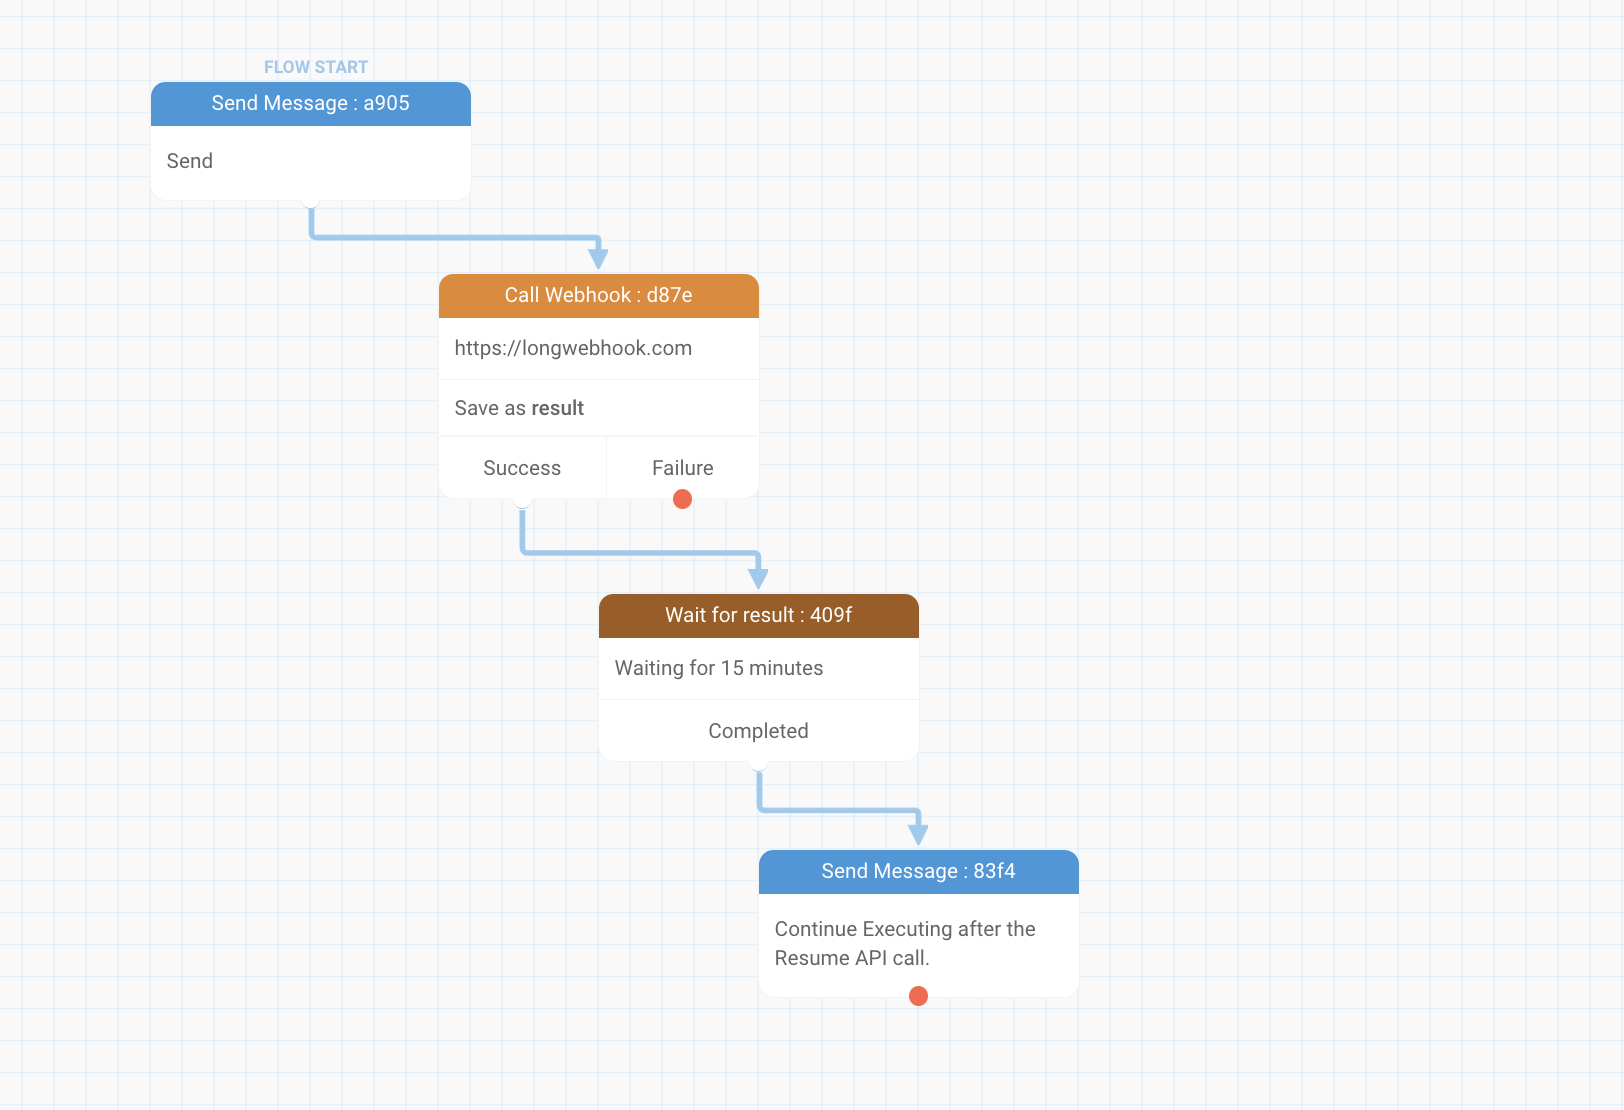 FLOW START
Send Message : a905
Send
Call Webhook : d87e
https://longwebhook.com
Save as result
Success
Failure
Wait for result : 409f
Waiting for 15 minutes
Completed
Send Message : 83f4
Continue Executing after the
Resume API call.